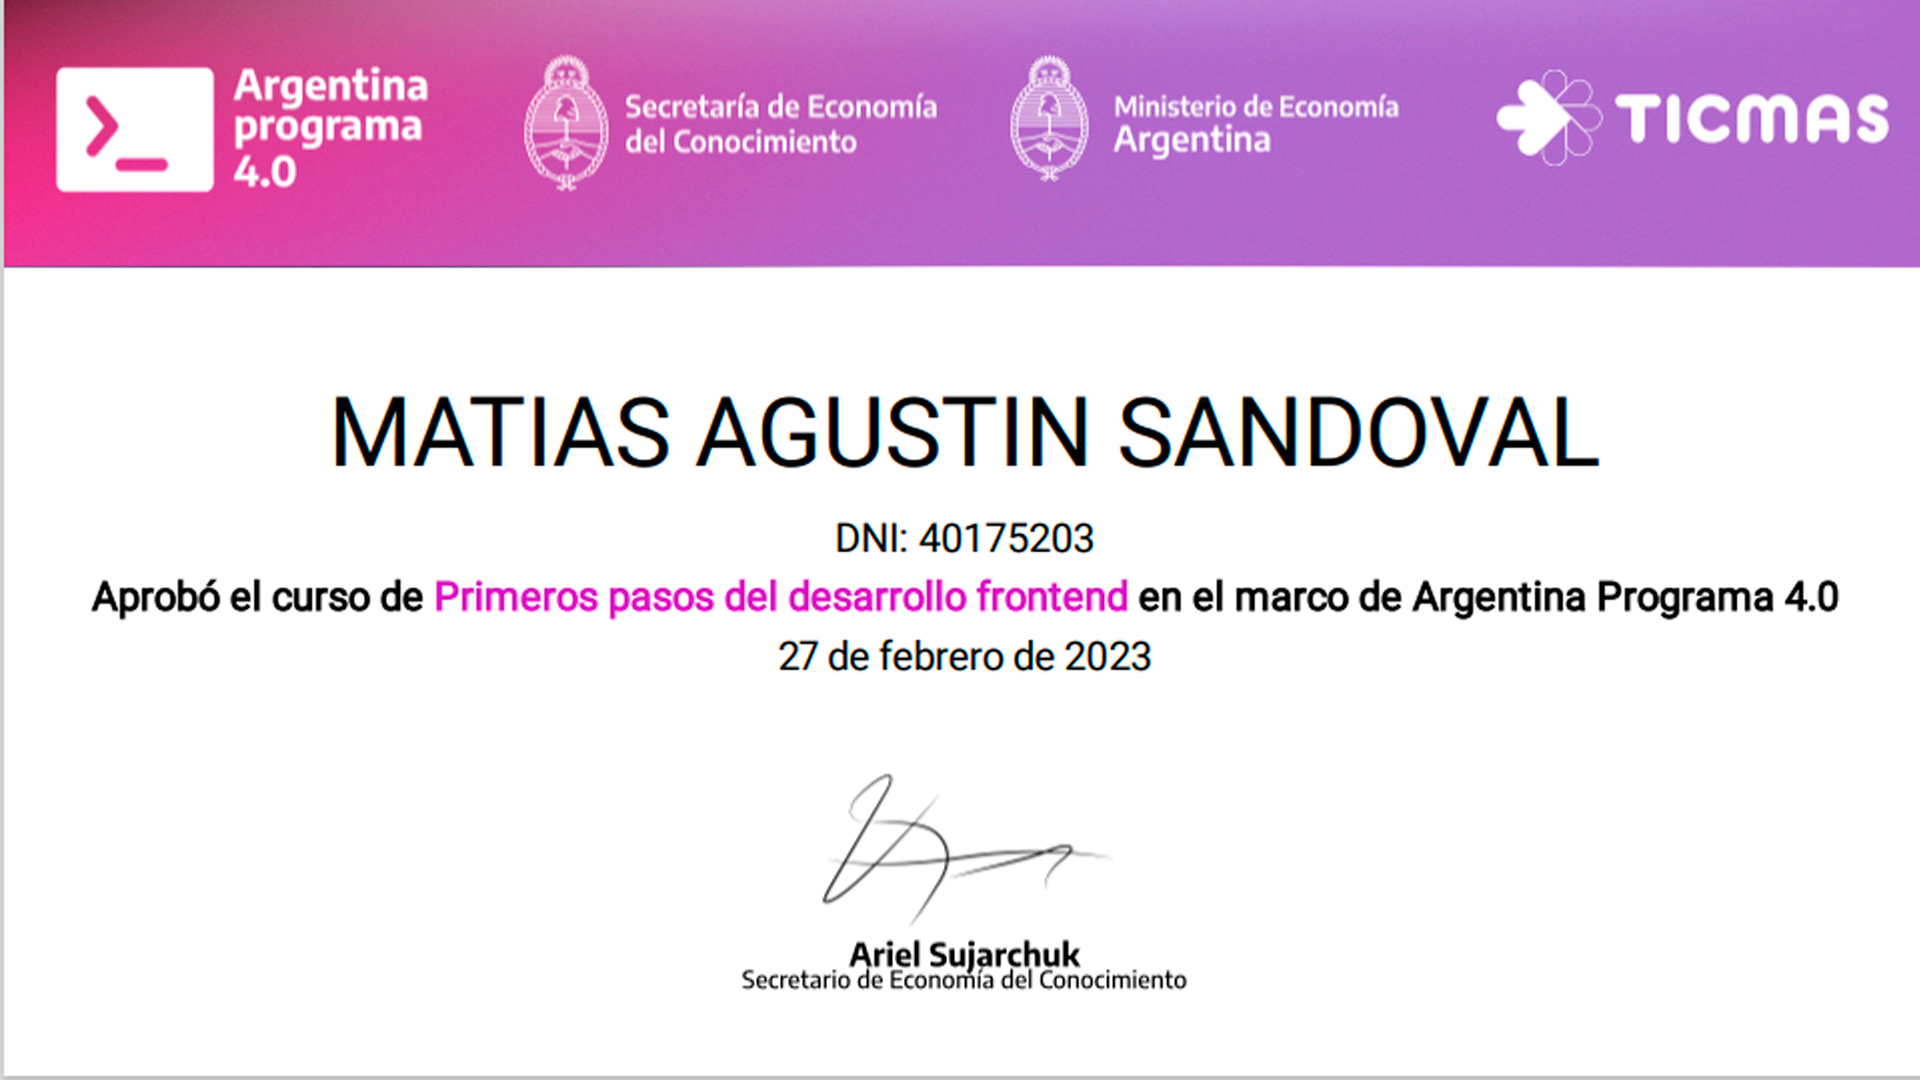 Argentina
programa
4.0
Secretaría de Economía
del Conocimiento
Ministerio de Economía
Argentina
TICMAS
MATIAS AGUSTIN SANDOVAL
DNI: 40175203
Aprobó el curso de Primeros pasos del desarrollo frontend en el marco de Argentina Programa 4.0
27 de febrero de 2023
Ariel Sujarchuk
Secretario de Economía del Conocimiento